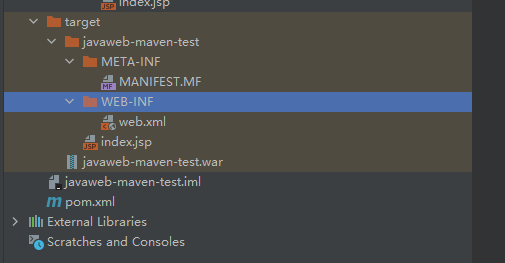 index.jsp
target
javaweb-maven-test
META-INF
MANIFEST.MF
WEB-INF
web.xml
index.jsp
javaweb-maven-test.war
javaweb-maven-test.iml
pom.xml
External Libraries
Scratches and Consoles